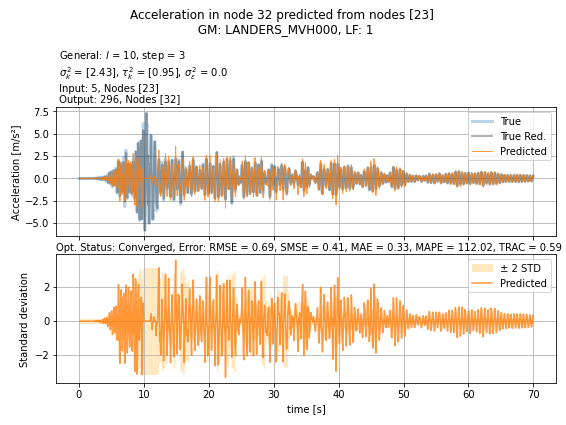 Acceleration in node 32 predicted from nodes [23]
GM: LANDERS_MVH000, LF: 1
General: l = 10, step = 3
σ²ₖ = [2.43], τ²ₖ = [0.95], σ²ε = 0.0
Input: 5, Nodes [23]
Output: 296, Nodes [32]
Acceleration [m/s²]
7.5
5.0
2.5
0.0
−2.5
−5.0
True
True Red.
Predicted
Opt. Status: Converged, Error: RMSE = 0.69, SMSE = 0.41, MAE = 0.33, MAPE = 112.02, TRAC = 0.59
Standard deviation
2
0
−2
± 2 STD
Predicted
0 10 20 30 40 50 60 70
time [s]